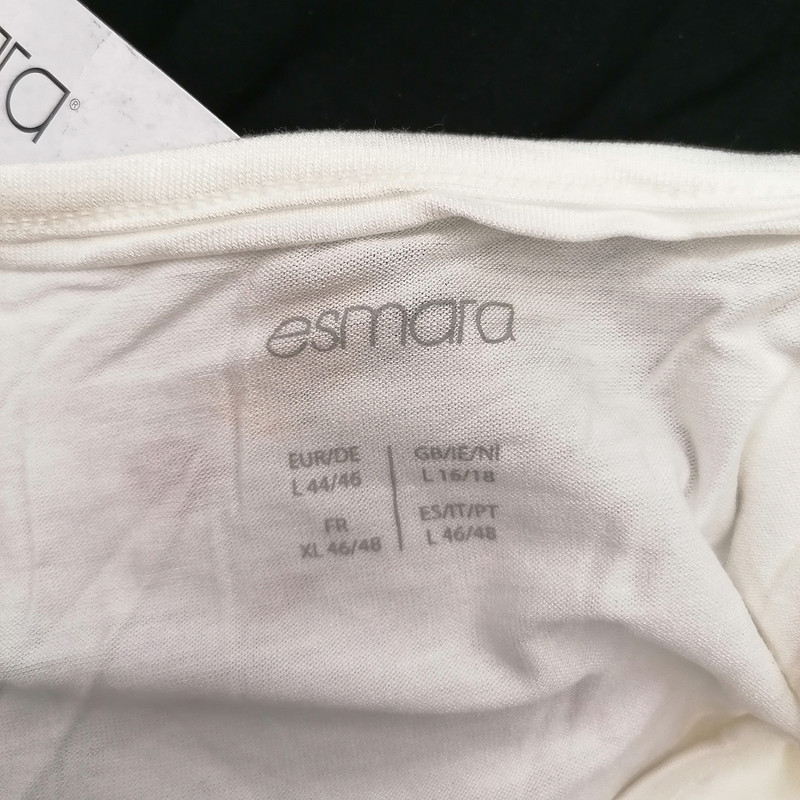 ara®
esmara
EUR/DE
L 44/46
GB/IE/NI
L 16/18
FR
XL 46/48
ES/IT/PT
L 46/48